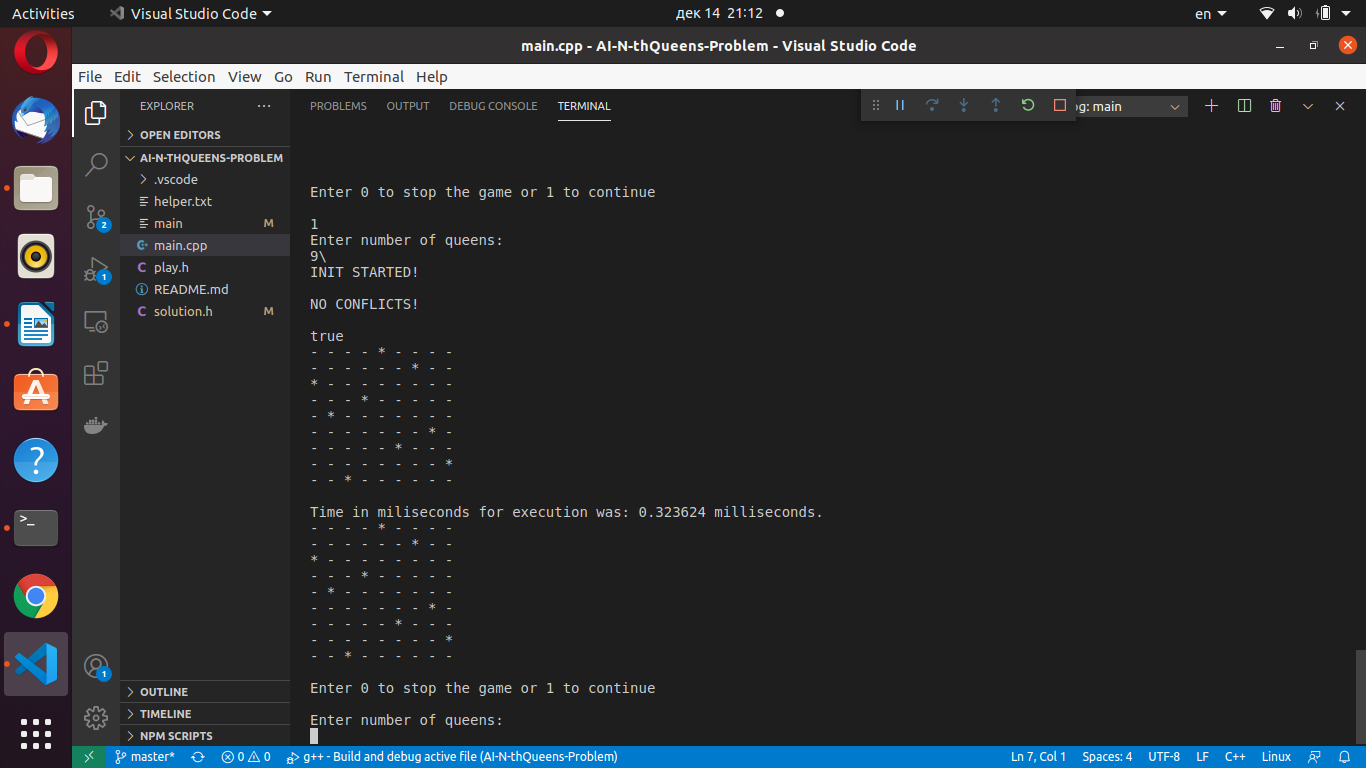 Activities Visual Studio Code дек 14 21:12 en
main.cpp - AI-N-thQueens-Problem - Visual Studio Code
File Edit Selection View Go Run Terminal Help
EXPLORER
OPEN EDITORS
AI-N-THQUEENS-PROBLEM
.vscode
helper.txt
main M
main.cpp
play.h
README.md
solution.h M
2
1
1
OUTLINE
TIMELINE
NPM SCRIPTS
PROBLEMS OUTPUT DEBUG CONSOLE TERMINAL og: main
Enter 0 to stop the game or 1 to continue
1
Enter number of queens:
9\
INIT STARTED!
NO CONFLICTS!
true
- - - - * - - - -
- - - - - - * - -
* - - - - - - - -
- - - * - - - - -
- * - - - - - - -
- - - - - - - * -
- - - - - * - - -
- - - - - - - - *
- - * - - - - - -
Time in miliseconds for execution was: 0.323624 milliseconds.
- - - - * - - - -
- - - - - - * - -
* - - - - - - - -
- - - * - - - - -
- * - - - - - - -
- - - - - - - * -
- - - - - * - - -
- - - - - - - - *
- - * - - - - - -
Enter 0 to stop the game or 1 to continue
Enter number of queens:
master* 0 0 g++ - Build and debug active file (AI-N-thQueens-Problem) Ln 7, Col 1 Spaces: 4 UTF-8 LF C++ Linux